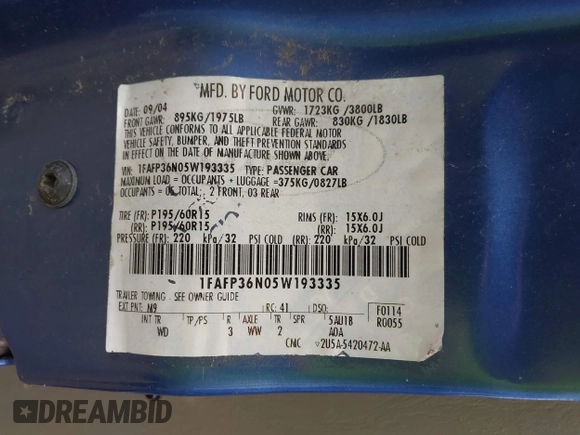 MFD. BY FORD MOTOR CO.
DATE: 09/04 GVWR: 1723KG /3800LB
FRONT GAWR: 895KG/1975LB REAR GAWR: 830KG /1830LB
THIS VEHICLE CONFORMS TO ALL APPLICABLE FEDERAL MOTOR
VEHICLE SAFETY, BUMPER, AND THEFT PREVENTION STANDARDS
IN EFFECT ON THE DATE OF MANUFACTURE SHOWN ABOVE.
VIN: 1FAFP36N05W193335 TYPE: PASSENGER CAR
MAXIMUM LOAD = OCCUPANTS + LUGGAGE =375KG/0827LB
OCCUPANTS = 05 TOTAL; 2 FRONT, 03 REAR
TIRE (FR): P195/60R15 RIMS (FR): 15X6.0J
(RR): P195/60R15 (RR): 15X6.0J
PRESSURE (FR): 220 kPa/32 PSI COLD (RR): 220 kPa/32 PSI COLD
1FAFP36N05W193335
TRAILER TOWING - SEE OWNER GUIDE
EXT PNT: M9 RC: 41 DSO: F0114
INT TR TP/PS R AXLE TR SPR 5AU1B R0055
WD 3 WW 2 A0A
CMC 2U5A-5420472-AA
DREAMBID